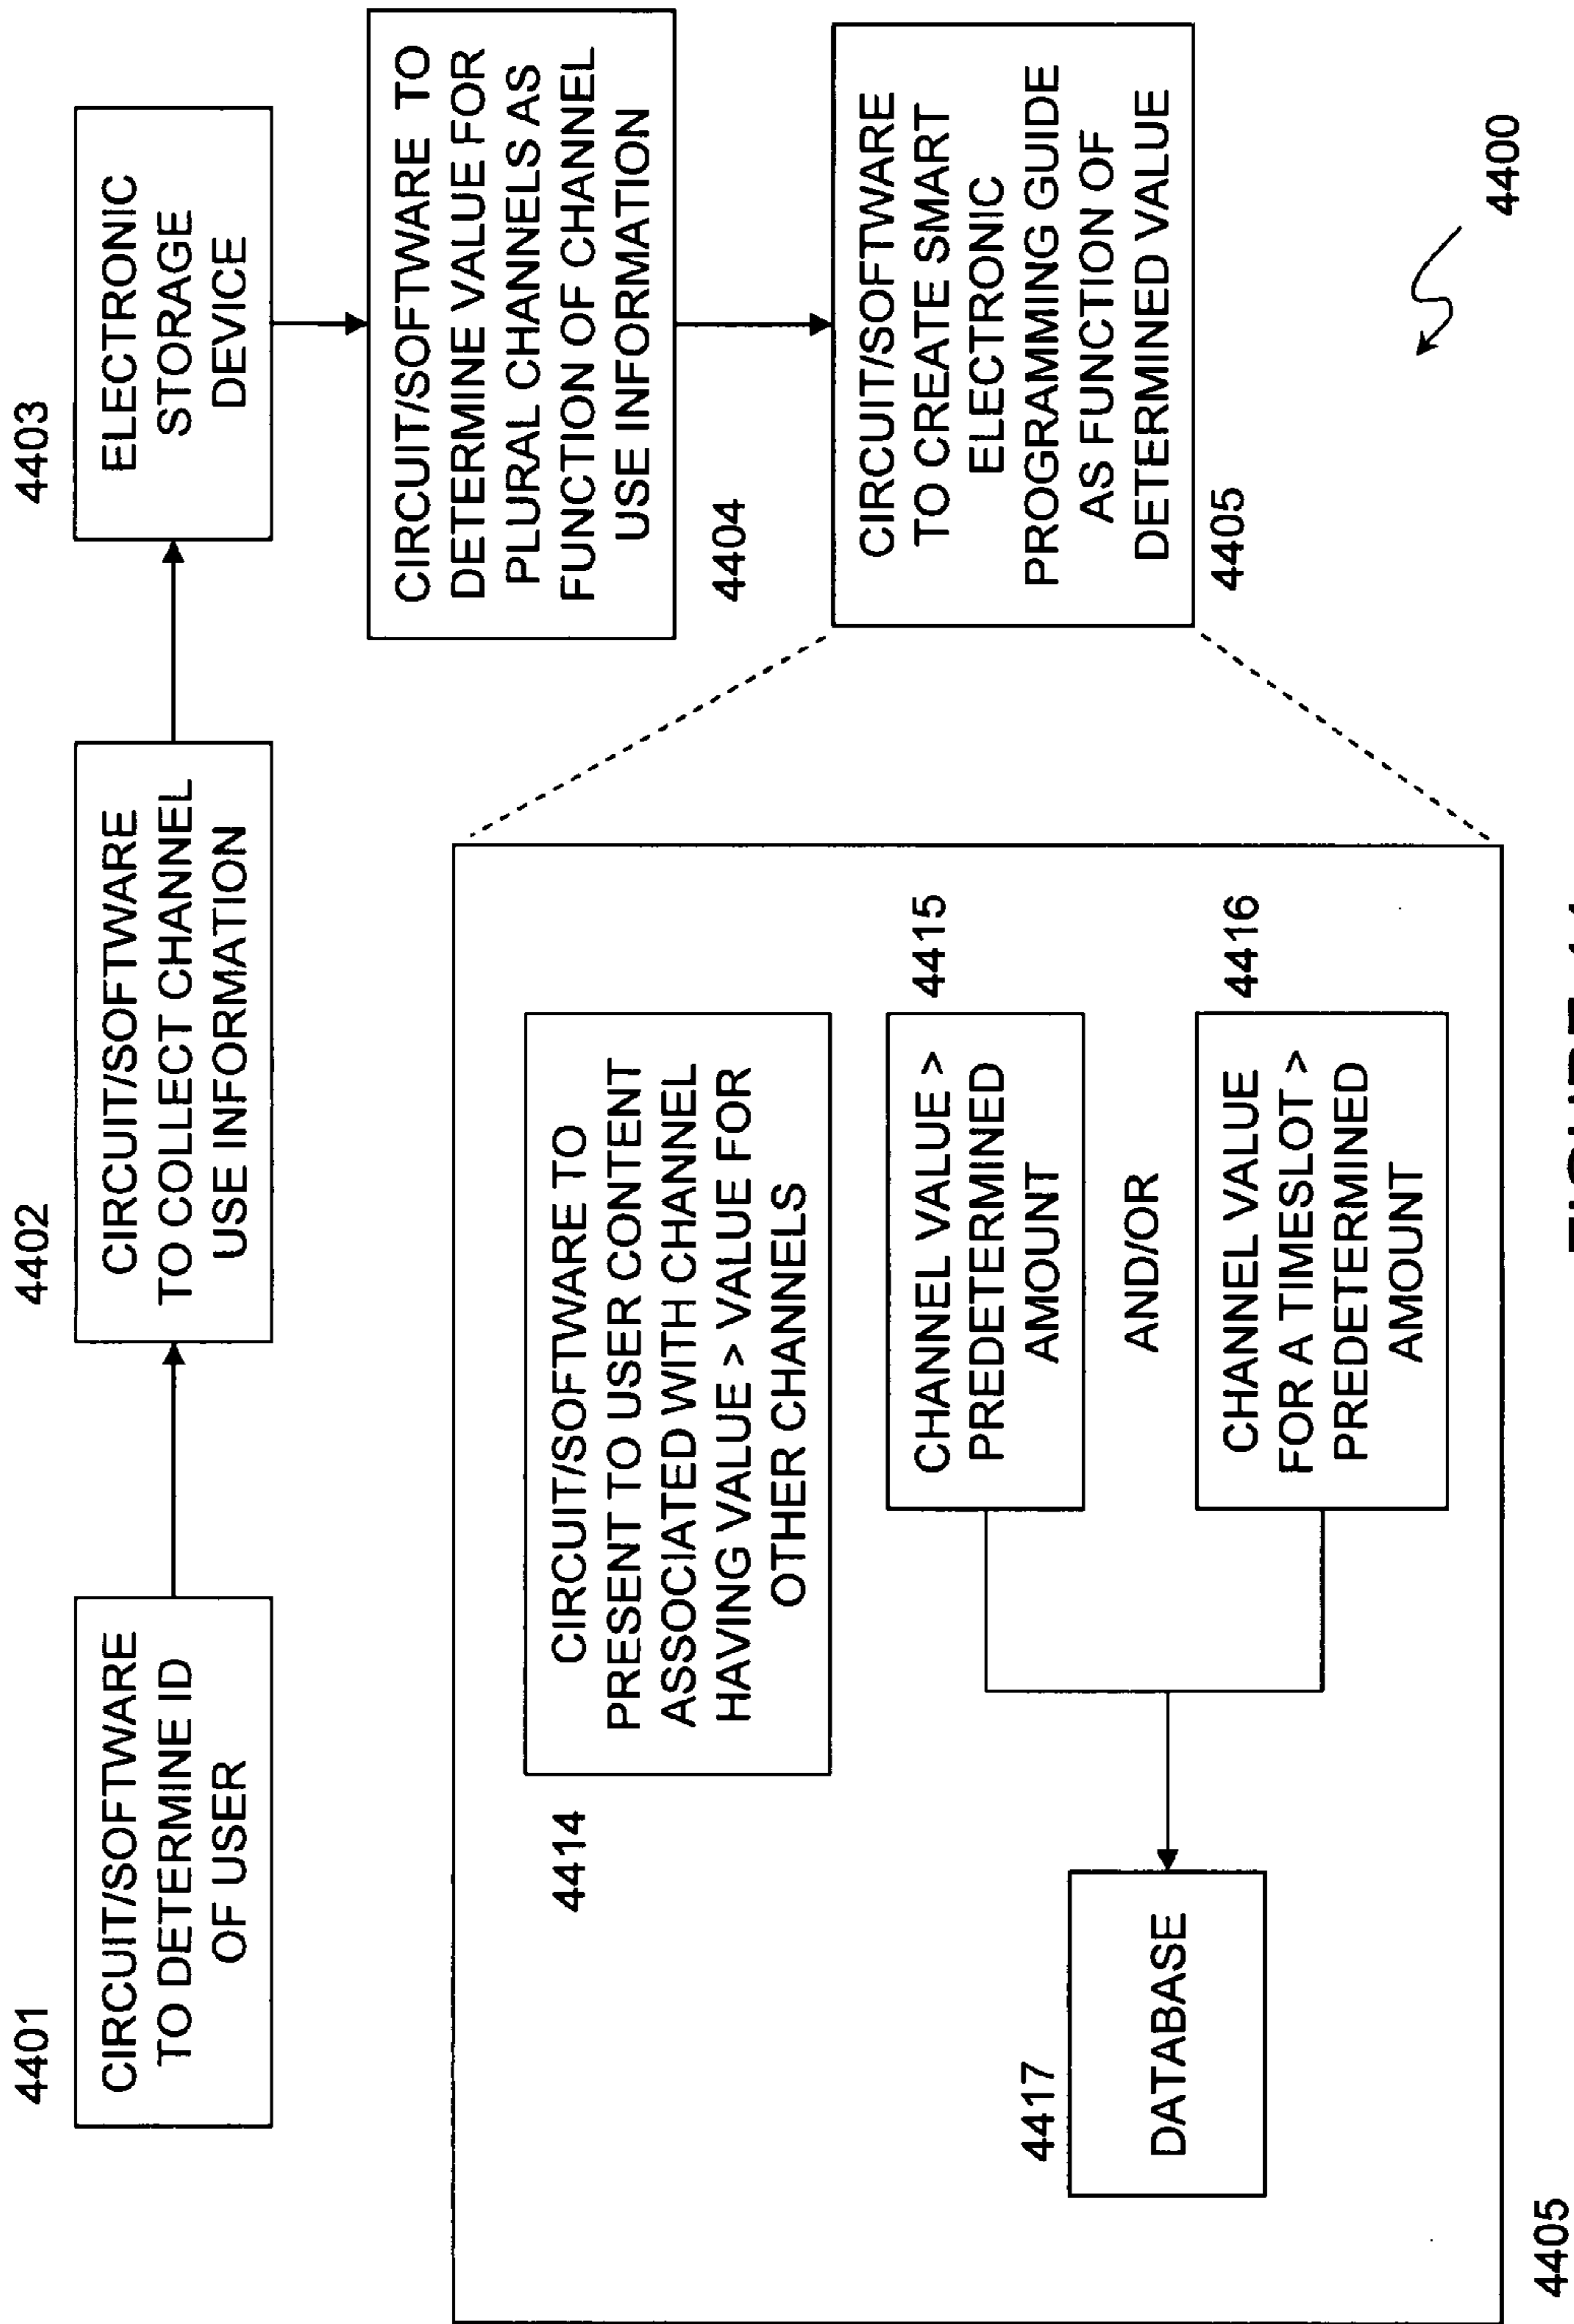 4401
CIRCUIT/SOFTWARE
TO DETERMINE ID
OF USER
4402
CIRCUIT/SOFTWARE
TO COLLECT CHANNEL
USE INFORMATION
4403
ELECTRONIC
STORAGE
DEVICE
CIRCUIT/SOFTWARE TO
DETERMINE VALUE FOR
PLURAL CHANNELS AS
FUNCTION OF CHANNEL
USE INFORMATION
4404
CIRCUIT/SOFTWARE
TO CREATE SMART
ELECTRONIC
PROGRAMMING GUIDE
AS FUNCTION OF
DETERMINED VALUE
4405
4414
CIRCUIT/SOFTWARE TO
PRESENT TO USER CONTENT
ASSOCIATED WITH CHANNEL
HAVING VALUE > VALUE FOR
OTHER CHANNELS
4415
CHANNEL VALUE >
PREDETERMINED
AMOUNT
AND/OR
4416
CHANNEL VALUE
FOR A TIMESLOT >
PREDETERMINED
AMOUNT
4417
DATABASE
4405
4400